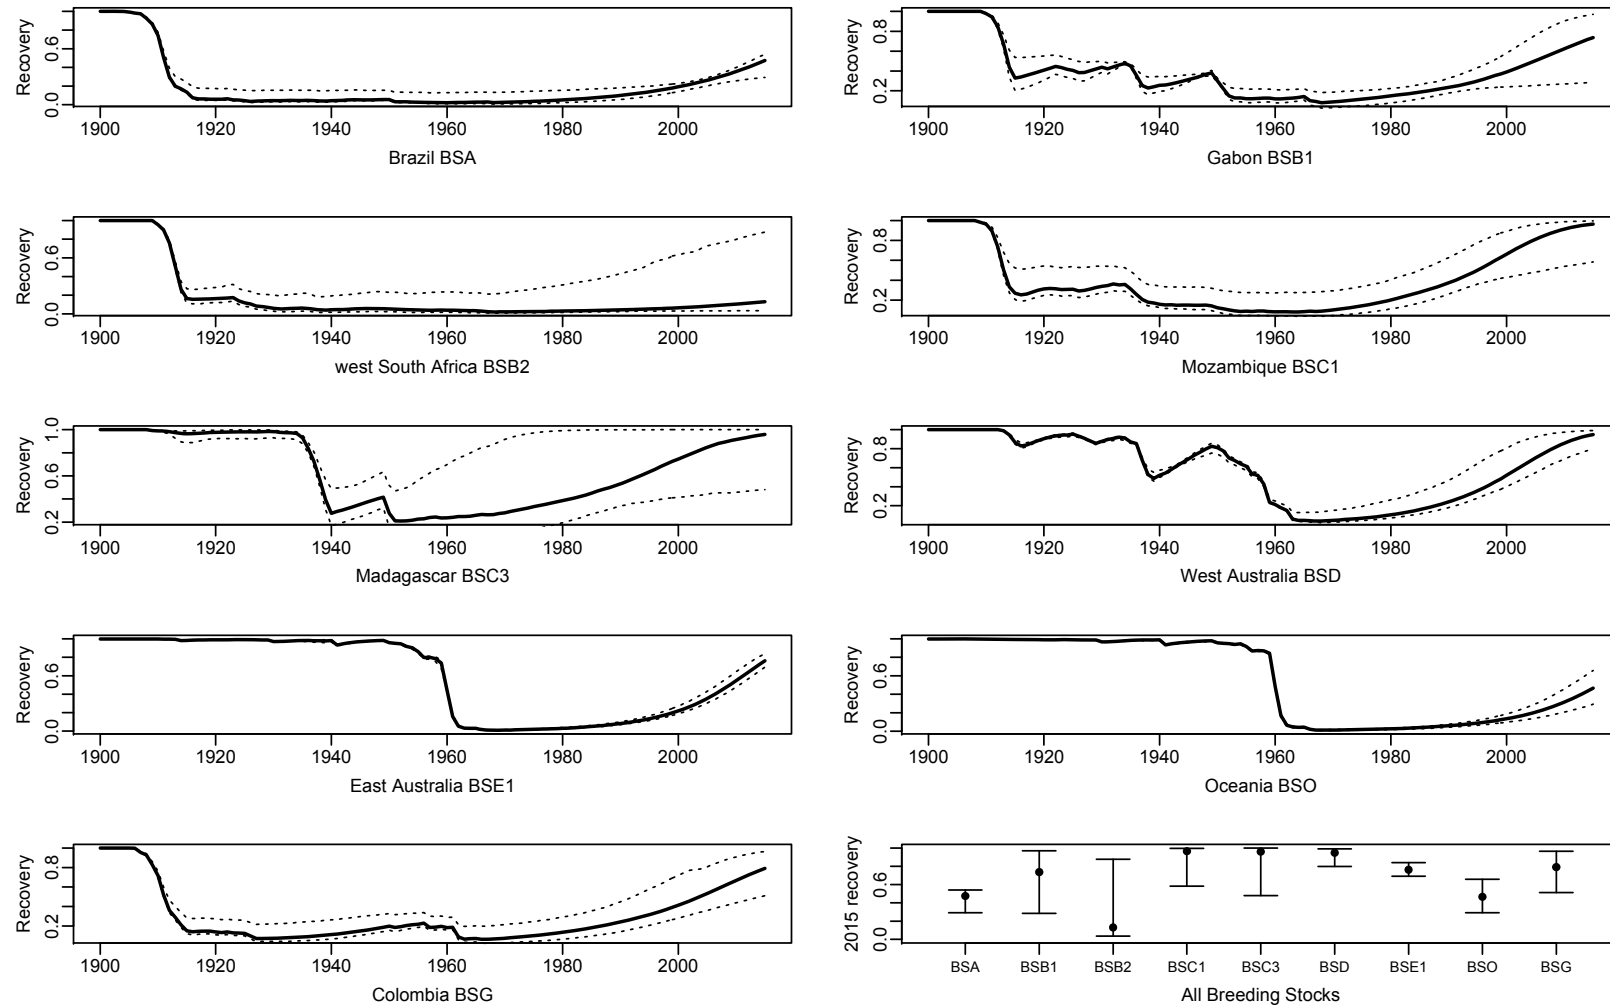 Recovery
0.0 0.6
1900 1920 1940 1960 1980 2000
Brazil BSA
Recovery
0.2 0.8
1900 1920 1940 1960 1980 2000
Gabon BSB1
Recovery
0.0 0.6
1900 1920 1940 1960 1980 2000
west South Africa BSB2
Recovery
0.2 0.8
1900 1920 1940 1960 1980 2000
Mozambique BSC1
Recovery
0.2 0.6 1.0
1900 1920 1940 1960 1980 2000
Madagascar BSC3
Recovery
0.2 0.8
1900 1920 1940 1960 1980 2000
West Australia BSD
Recovery
0.0 0.6
1900 1920 1940 1960 1980 2000
East Australia BSE1
Recovery
0.0 0.6
1900 1920 1940 1960 1980 2000
Oceania BSO
Recovery
0.2 0.8
1900 1920 1940 1960 1980 2000
Colombia BSG
2015 recovery
0.0 0.6
BSA BSB1 BSB2 BSC1 BSC3 BSD BSE1 BSO BSG
All Breeding Stocks